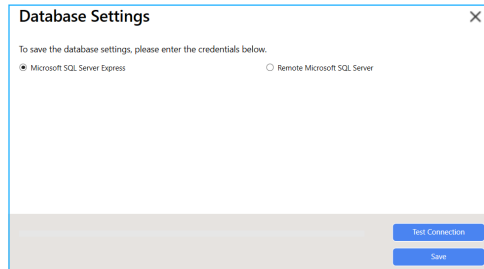 Database Settings
To save the database settings, please enter the credentials below.
Microsoft SQL Server Express
Remote Microsoft SQL Server
Test Connection
Save